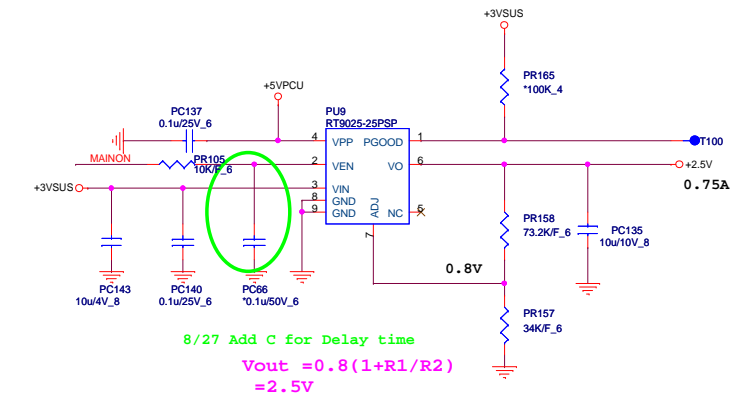 +3VSUS
PR165
*100K_4
+5VPCU
PC137
0.1u/25V_6
PU9
RT9025-25PSP
4
VPP
PGOOD
1
T100
MAINON
PR105
10K/F_6
2
VEN
VO
6
+2.5V
0.75A
+3VSUS
3
VIN
8
GND
9
GND
ADJ
NC
5
7
PR158
73.2K/F_6
PC135
10u/10V_8
0.8V
PC143
10u/4V_8
PC140
0.1u/25V_6
PC66
*0.1u/50V_6
PR157
34K/F_6
8/27 Add C for Delay time
Vout =0.8(1+R1/R2)
=2.5V